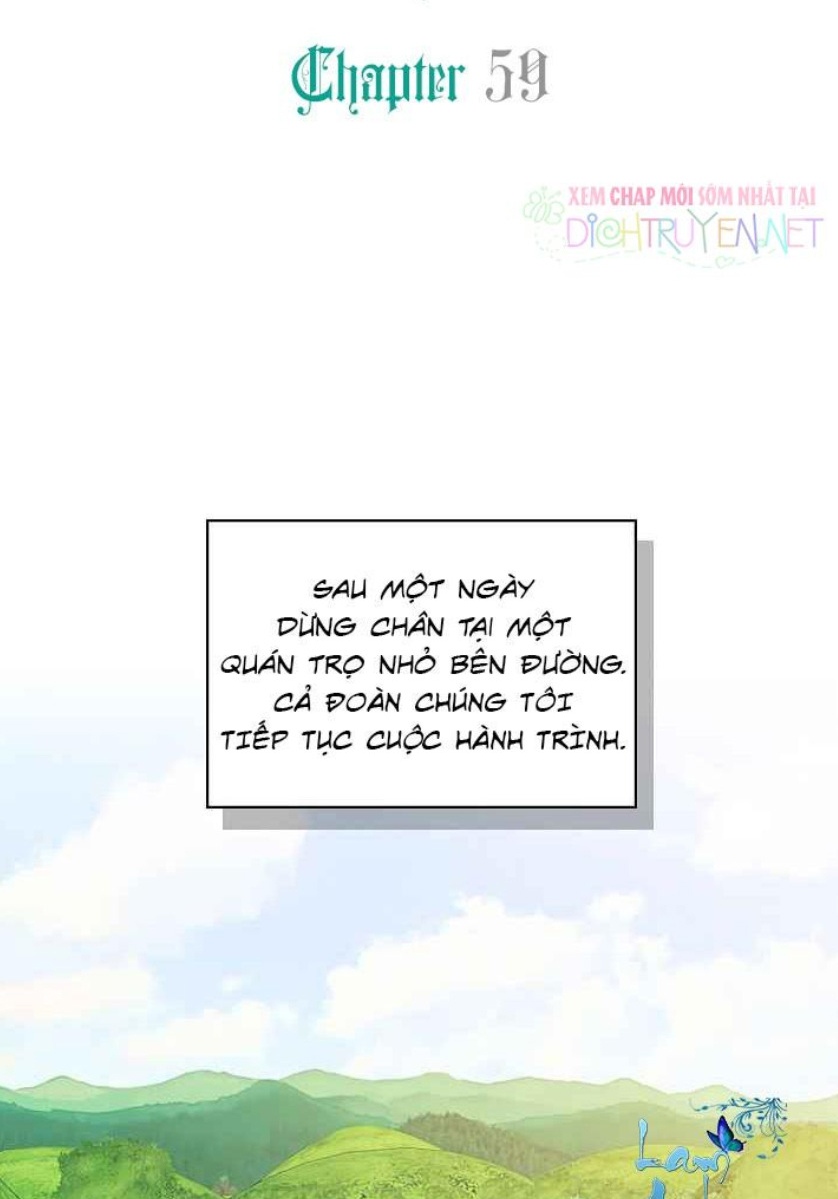 Chapter 59
XEM CHAP MỚI SỚM NHẤT TẠI
DICHTRUYEN.NET
SAU MỘT NGÀY
DỪNG CHÂN TẠI MỘT
QUÁN TRỌ NHỎ BÊN ĐƯỜNG.
CẢ ĐOÀN CHÚNG TÔI
TIẾP TỤC CUỘC HÀNH TRÌNH.
Lam